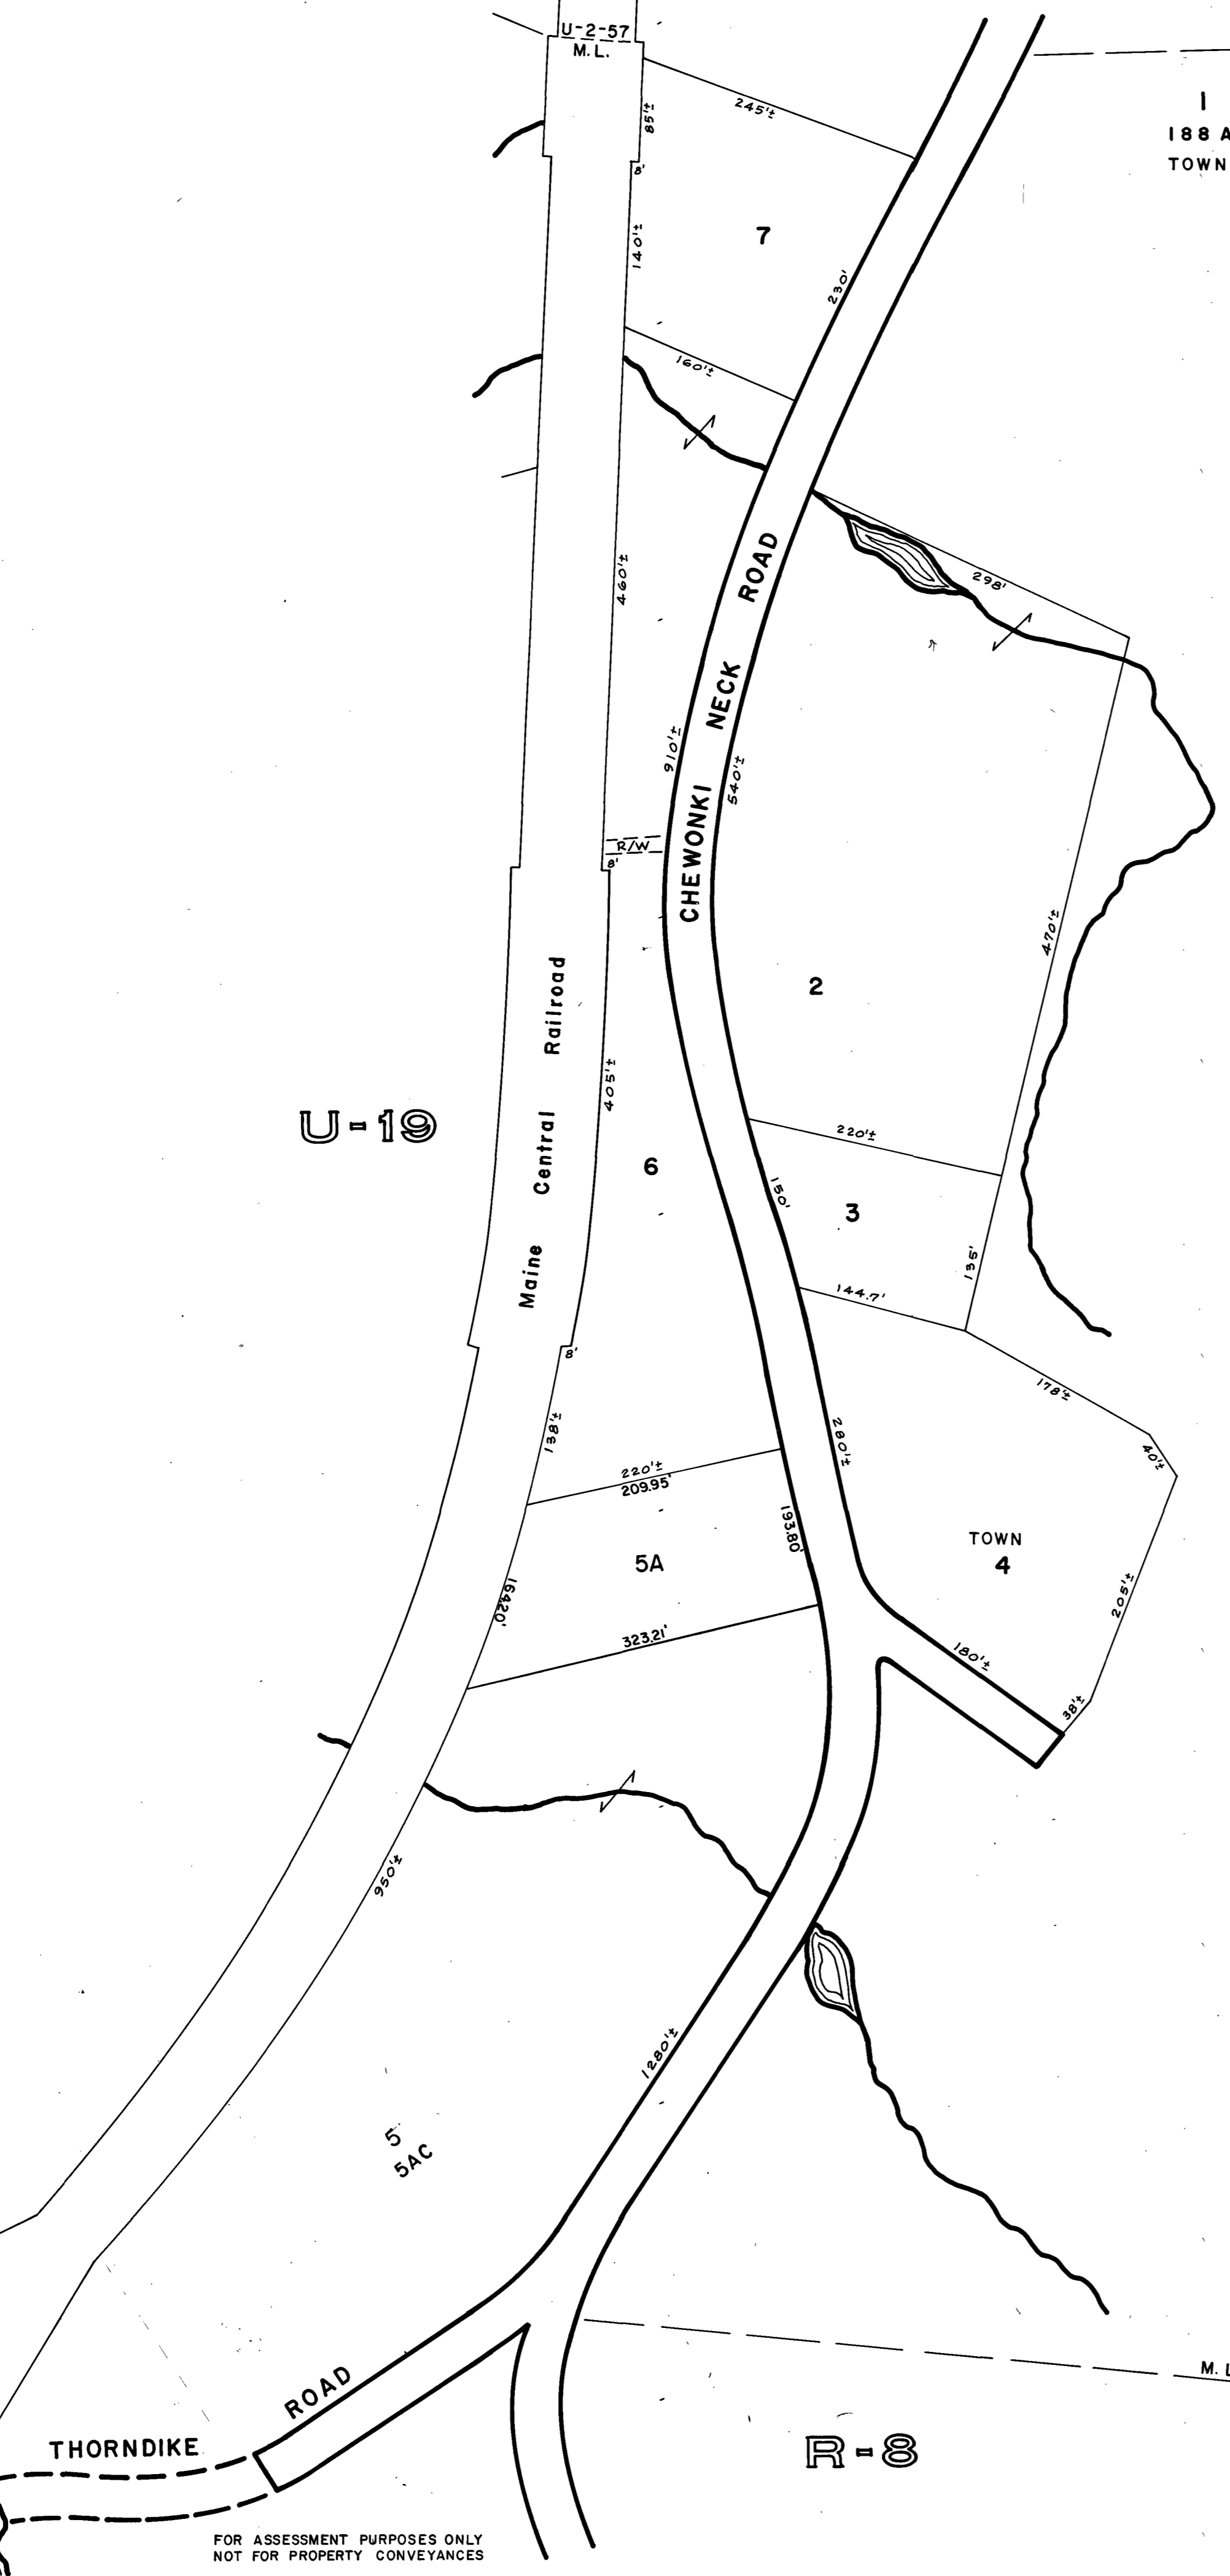 U-2-57
M.L.
1
188 A
TOWN
245'±
85'±
8'
140'±
7
230'
160'±
298'
460'±
CHEWONKI NECK ROAD
910'±
540'±
R/W
8'
470'±
2
Maine Central Railroad
405'±
U-19
6
220'±
150'
3
135'
144.7'
8'
178'±
40'±
138'±
280'±
220'±
209.95'
193.80'
TOWN
4
5A
205'±
164.20'
323.21'
180'±
38'±
950'±
1280'±
5
5AC
M. L
THORNDIKE ROAD
R-8
FOR ASSESSMENT PURPOSES ONLY
NOT FOR PROPERTY CONVEYANCES